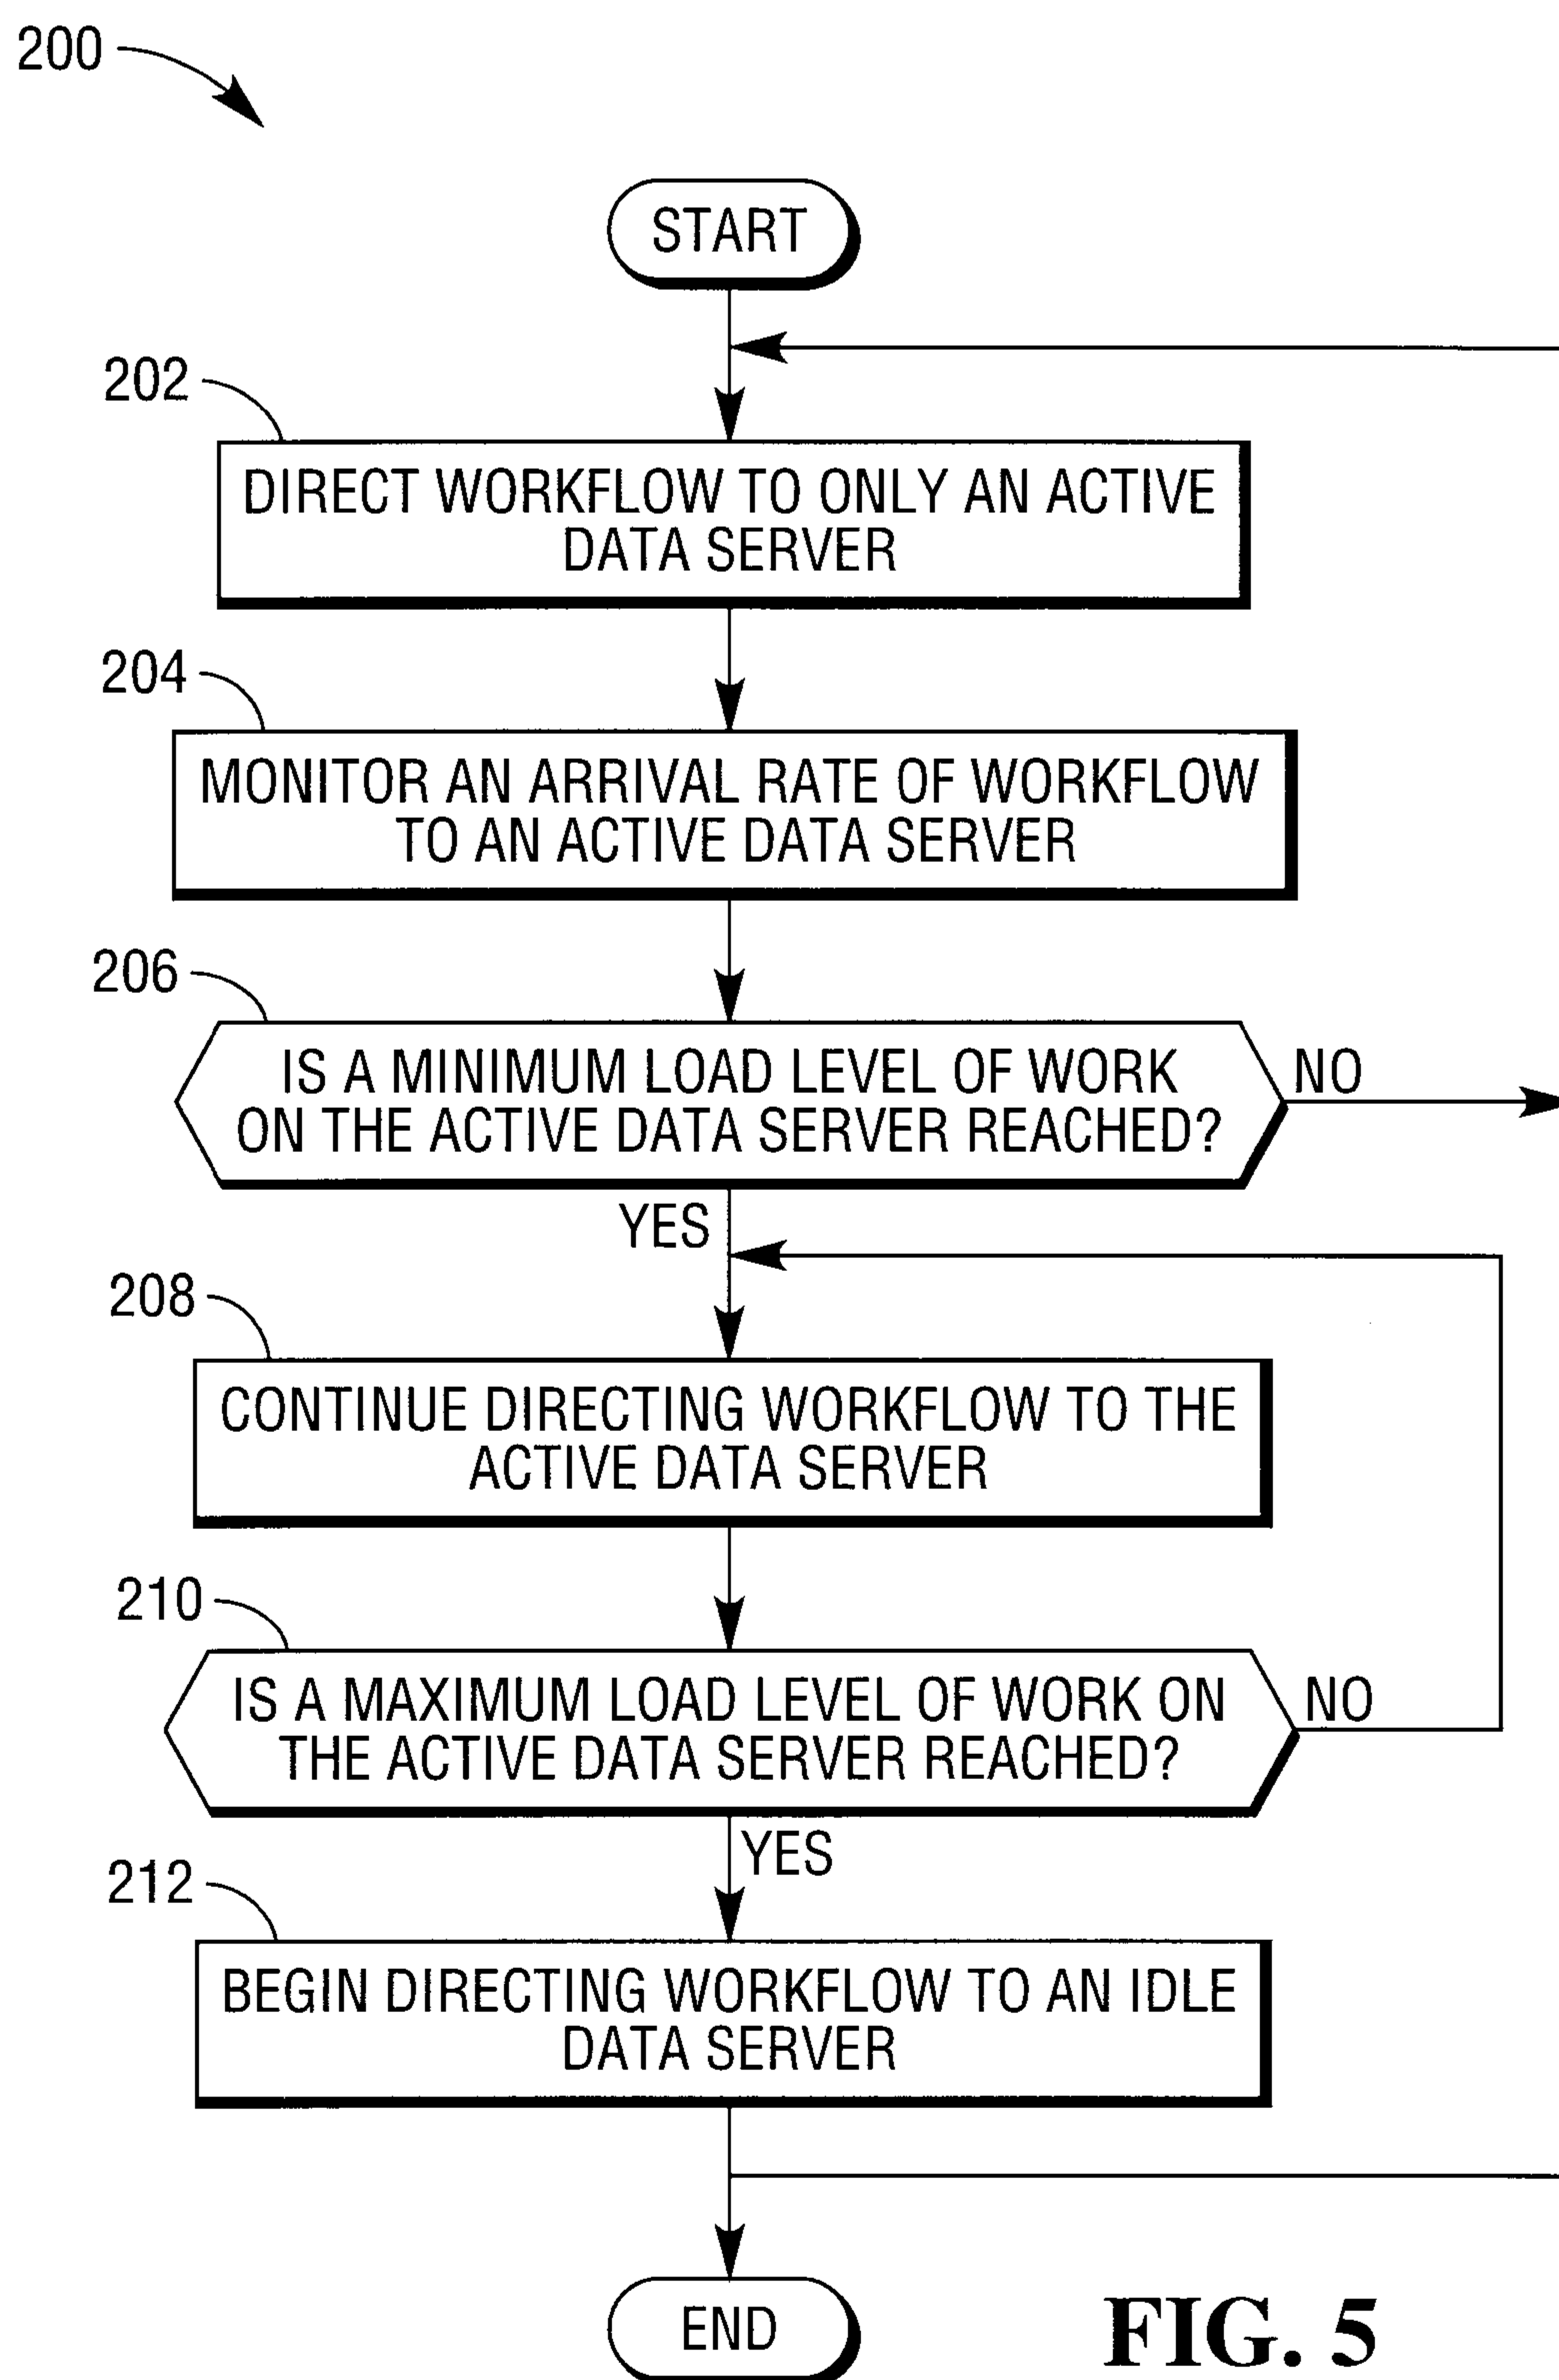 200
START
202
DIRECT WORKFLOW TO ONLY AN ACTIVE
DATA SERVER
204
MONITOR AN ARRIVAL RATE OF WORKFLOW
TO AN ACTIVE DATA SERVER
206
IS A MINIMUM LOAD LEVEL OF WORK
ON THE ACTIVE DATA SERVER REACHED?
NO
YES
208
CONTINUE DIRECTING WORKFLOW TO THE
ACTIVE DATA SERVER
210
IS A MAXIMUM LOAD LEVEL OF WORK ON
THE ACTIVE DATA SERVER REACHED?
NO
YES
212
BEGIN DIRECTING WORKFLOW TO AN IDLE
DATA SERVER
END
FIG. 5